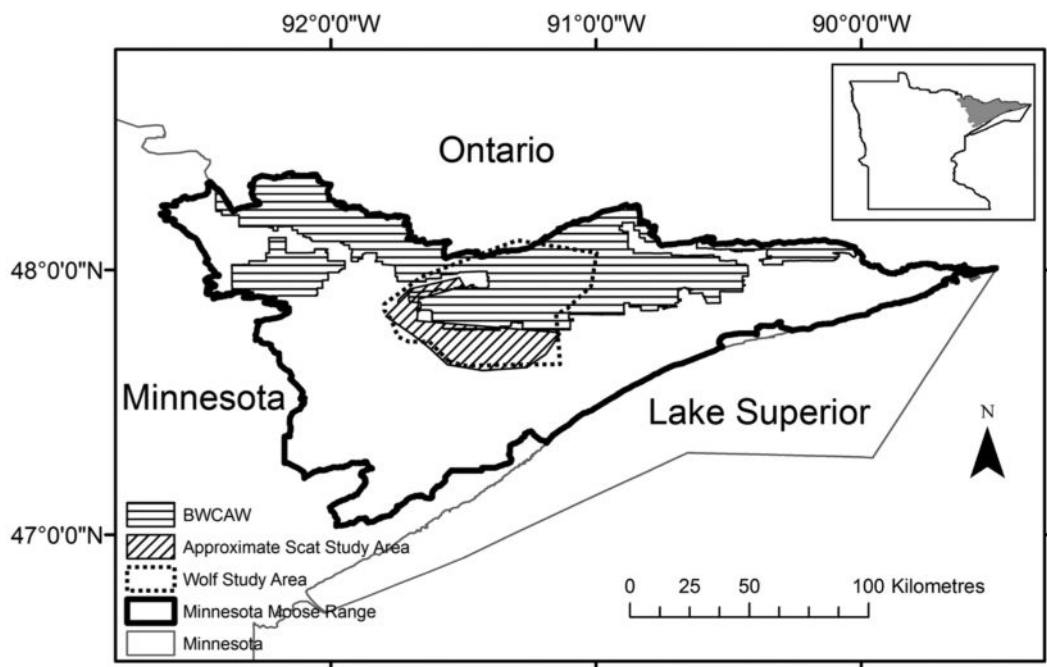 92°0'0"W 91°0'0"W 90°0'0"W
Ontario
48°0'0"N
Minnesota
Lake Superior
N
47°0'0"N
BWCAW
Approximate Scat Study Area
Wolf Study Area
Minnesota Moose Range
Minnesota
0 25 50 100 Kilometres